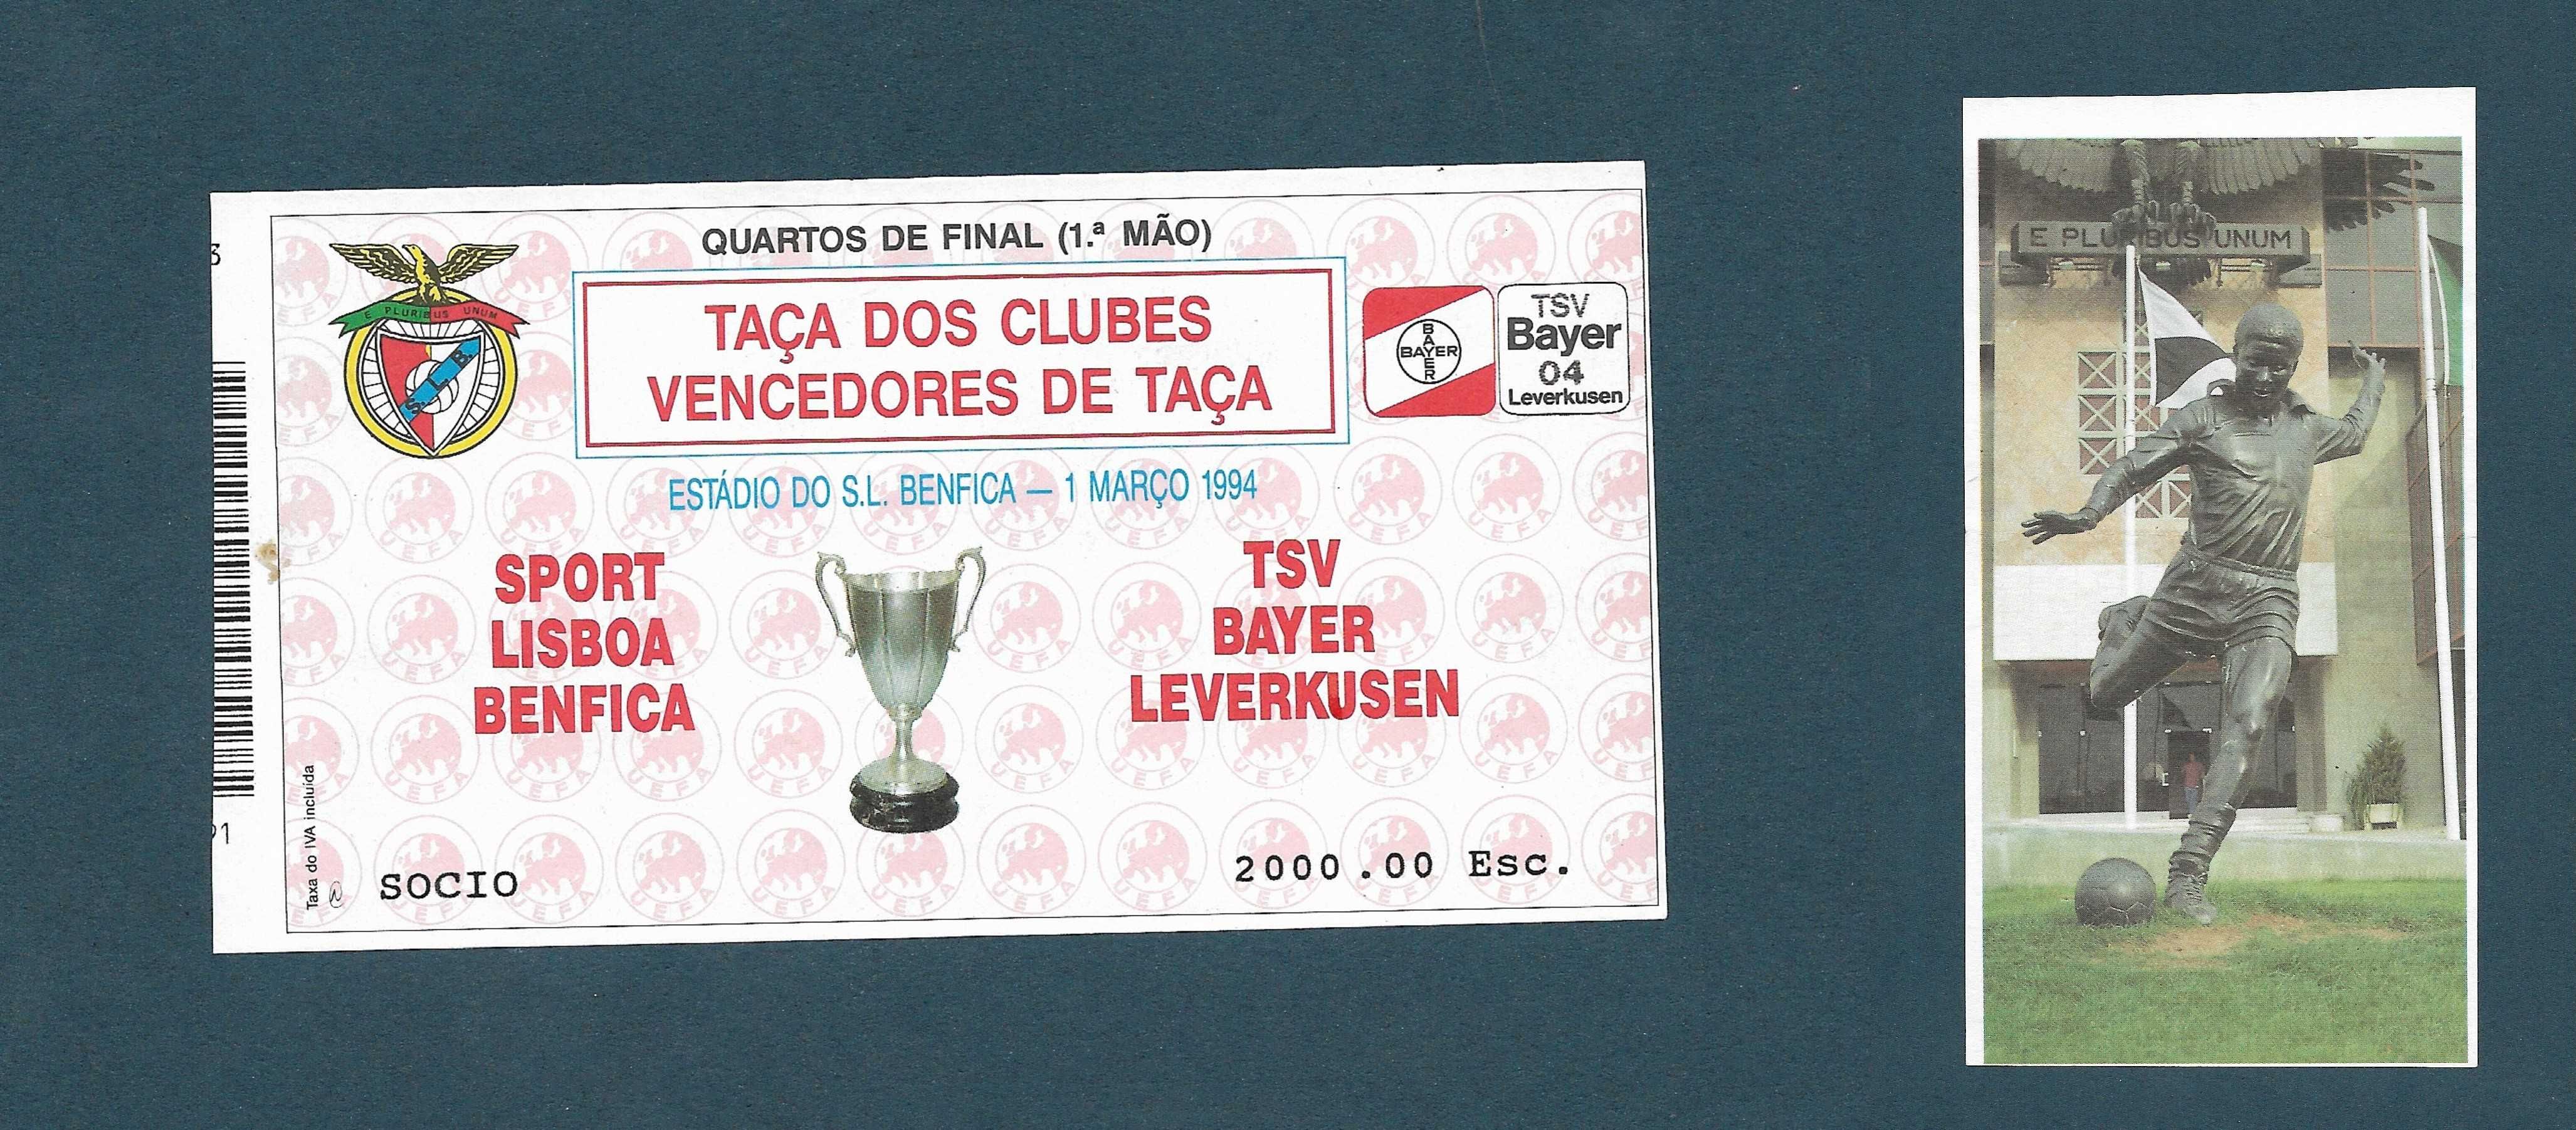 QUARTOS DE FINAL (1.ª MÃO)
E PLURIBUS UNUM
S.L.B.
TAÇA DOS CLUBES
VENCEDORES DE TAÇA
BAYER
BAYER
TSV
Bayer
04
Leverkusen
ESTÁDIO DO S.L. BENFICA — 1 MARÇO 1994
SPORT
LISBOA
BENFICA
TSV
BAYER
LEVERKUSEN
Taxa do IVA incluída
SOCIO
2000.00 Esc.
UEFA
E PLURIBUS UNUM